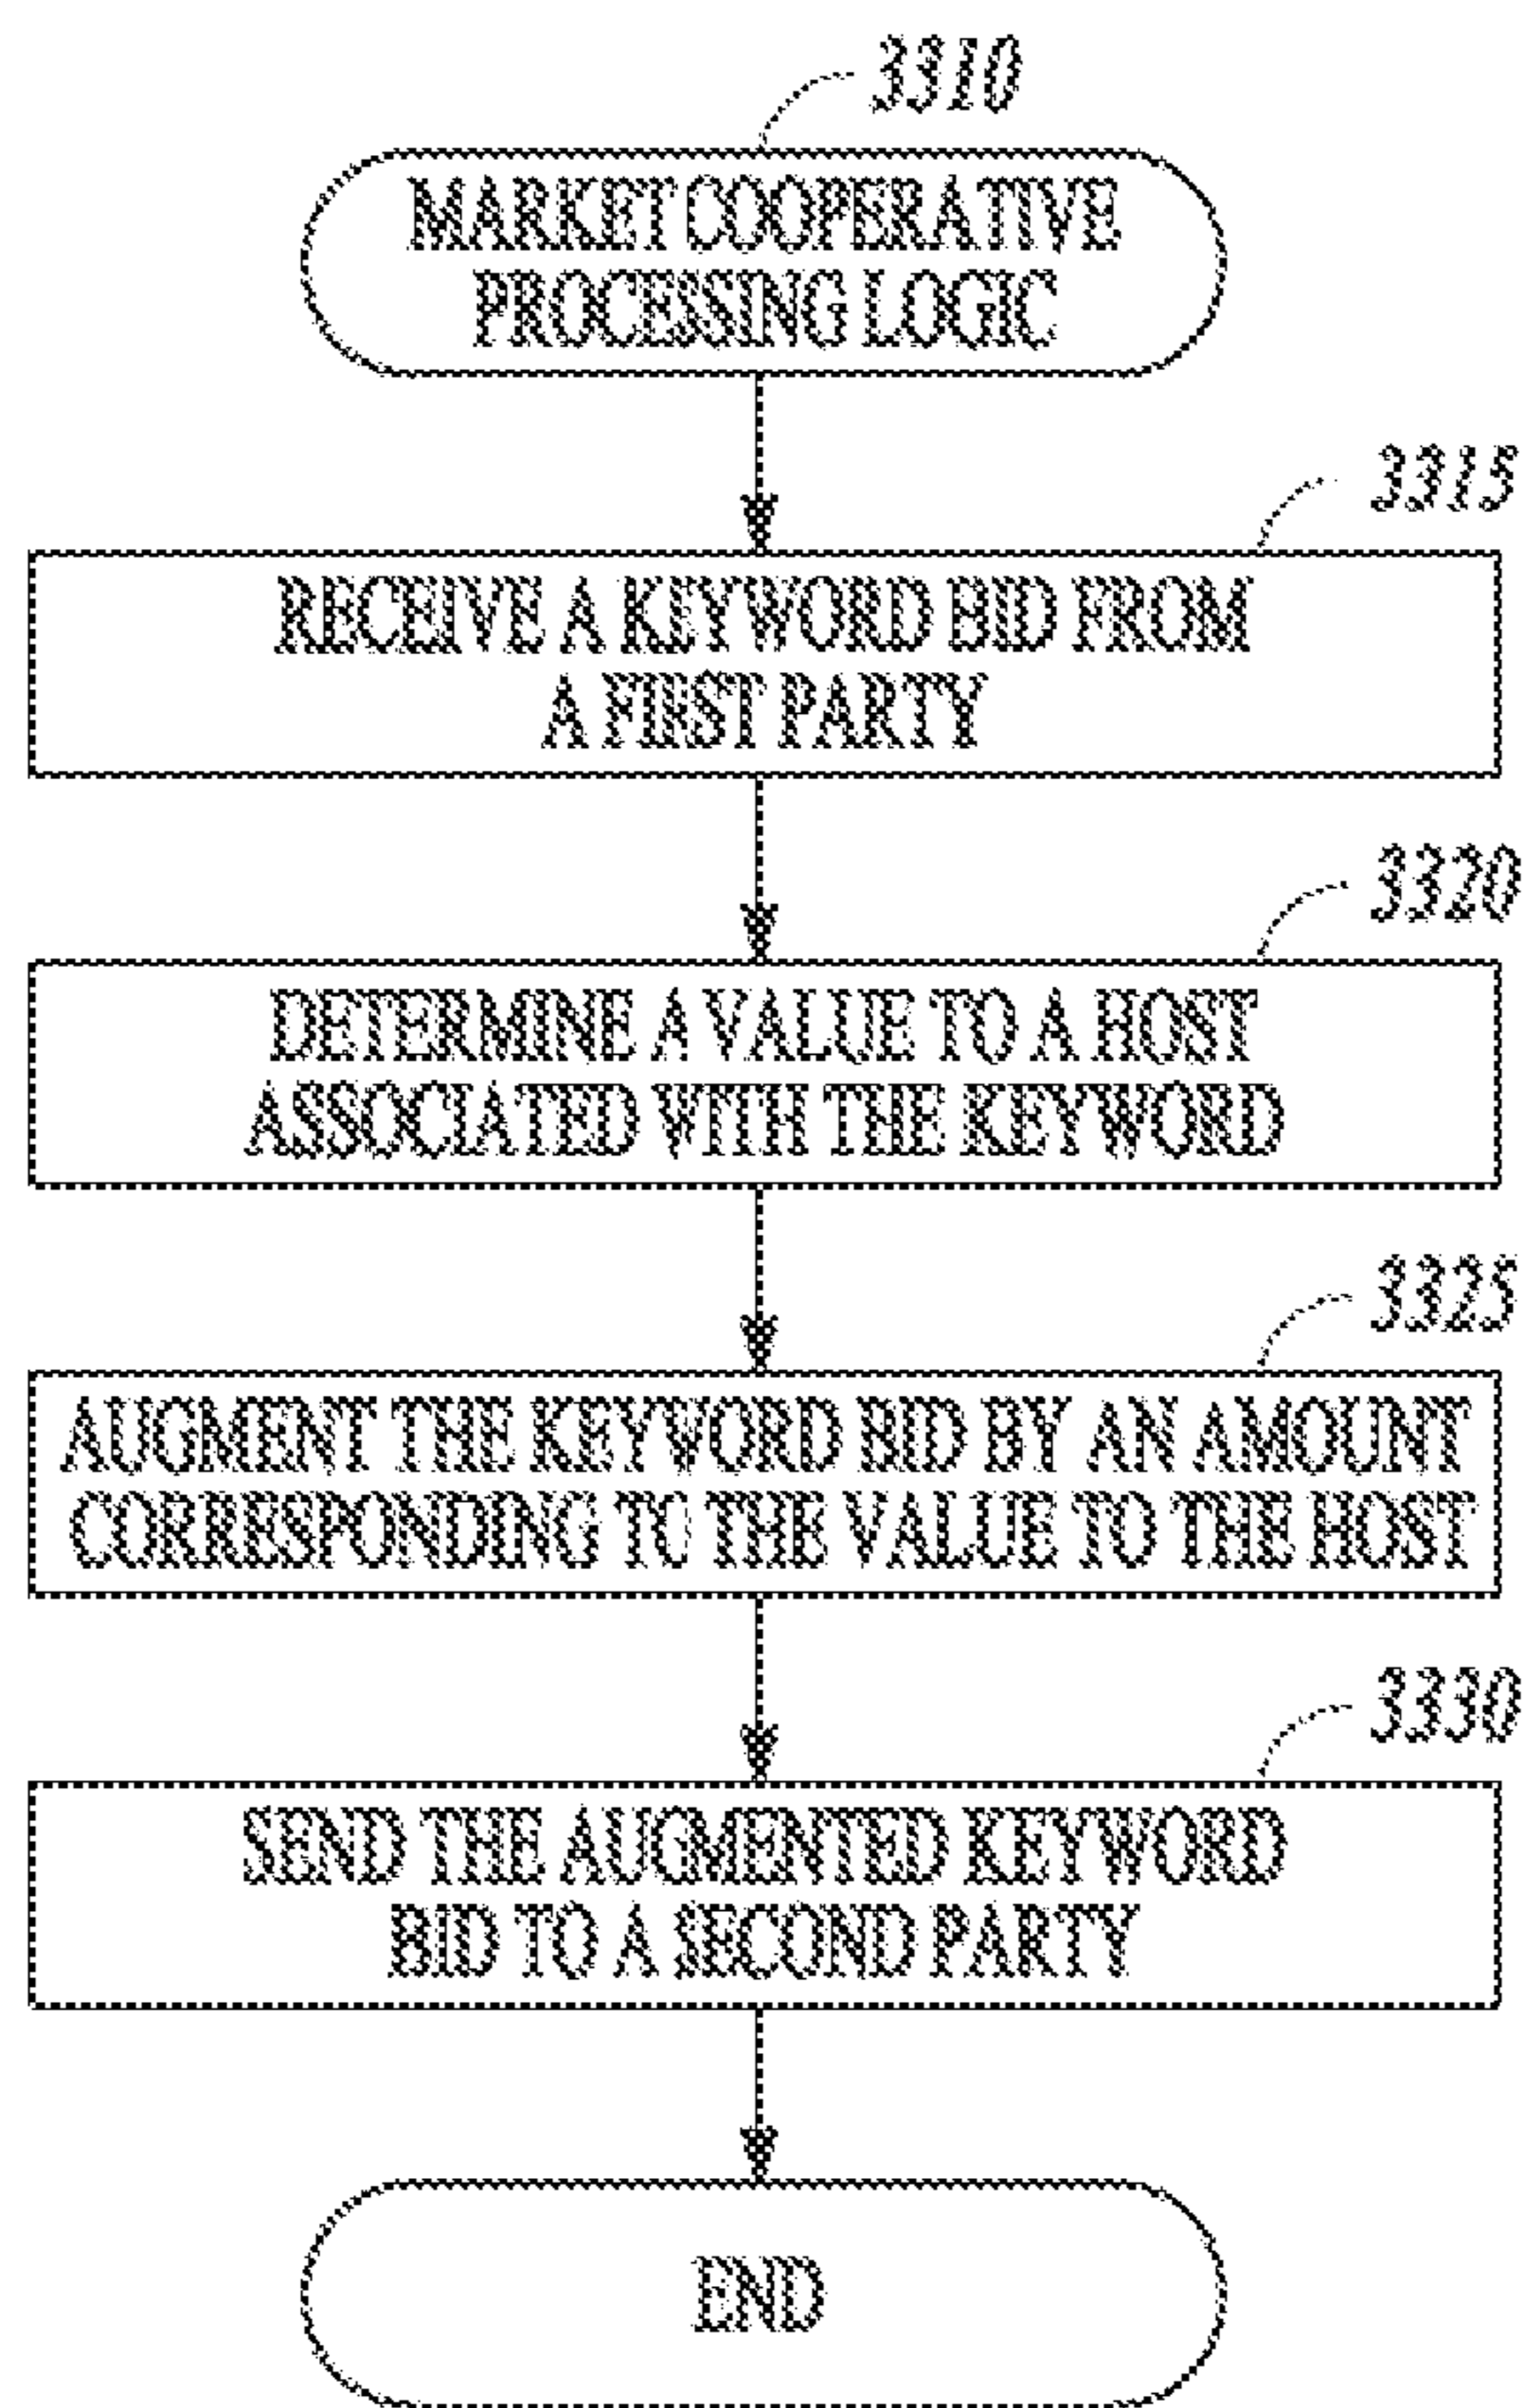 3310
MARKET COOPERATIVE
PROCESSING LOGIC
3315
RECEIVE A KEYWORD BID FROM
A FIRST PARTY
3320
DETERMINE A VALUE TO A HOST
ASSOCIATED WITH THE KEYWORD
3325
AUGMENT THE KEYWORD BID BY AN AMOUNT
CORRESPONDING TO THE VALUE TO THE HOST
3330
SEND THE AUGMENTED KEYWORD
BID TO A SECOND PARTY
END